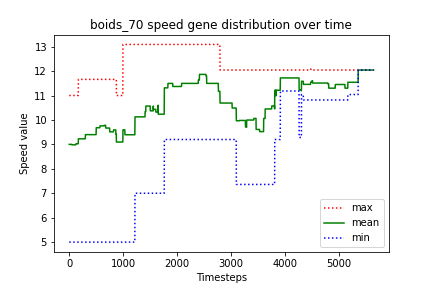 boids_70 speed gene distribution over time
Speed value
13
12
11
10
9
8
7
6
5
0 1000 2000 3000 4000 5000
Timesteps
max
mean
min